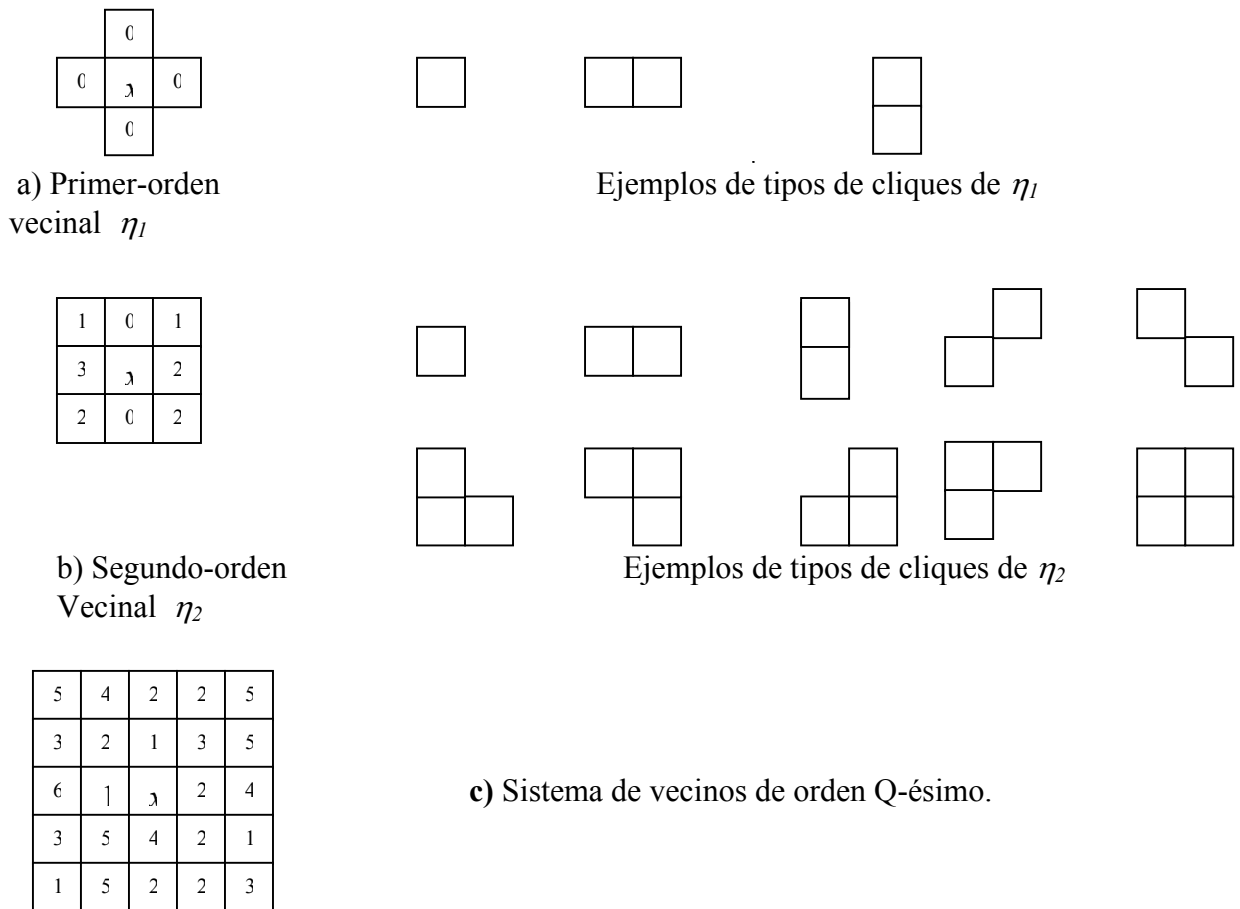 0
0 x 0
0
a) Primer-orden
vecinal η1
Ejemplos de tipos de cliques de η1
1 0 1
3 x 2
2 0 2
b) Segundo-orden
Vecinal η2
Ejemplos de tipos de cliques de η2
5 4 2 2 5
3 2 1 3 5
6 1 x 2 4
3 5 4 2 1
1 5 2 2 3
c) Sistema de vecinos de orden Q-ésimo.